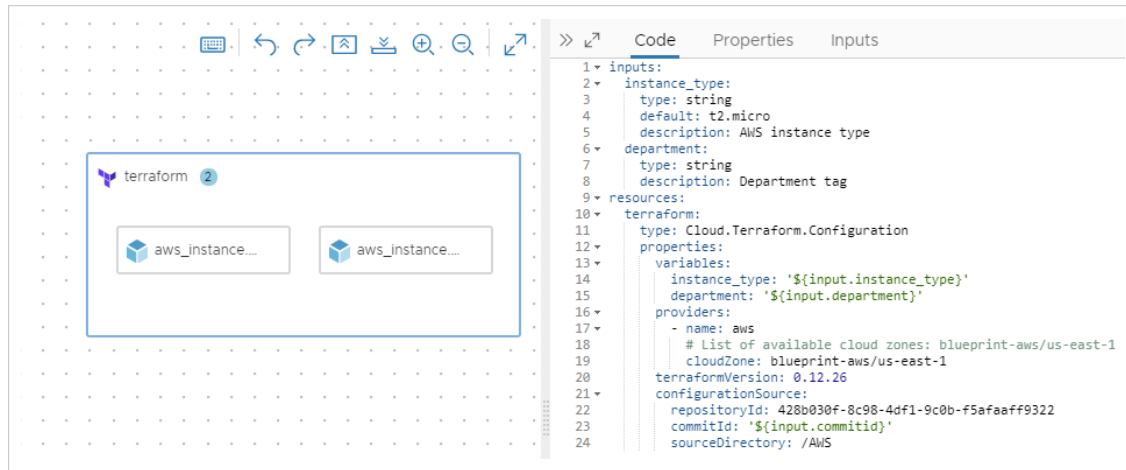 terraform 2
aws_instance....
aws_instance....
Code Properties Inputs
1 inputs:
2 instance_type:
3 type: string
4 default: t2.micro
5 description: AWS instance type
6 department:
7 type: string
8 description: Department tag
9 resources:
10 terraform:
11 type: Cloud.Terraform.Configuration
12 properties:
13 variables:
14 instance_type: '${input.instance_type}'
15 department: '${input.department}'
16 providers:
17 - name: aws
18 # List of available cloud zones: blueprint-aws/us-east-1
19 cloudZone: blueprint-aws/us-east-1
20 terraformVersion: 0.12.26
21 configurationSource:
22 repositoryId: 428b030f-8c98-4df1-9c0b-f5afaaff9322
23 commitId: '${input.commitid}'
24 sourceDirectory: /AWS